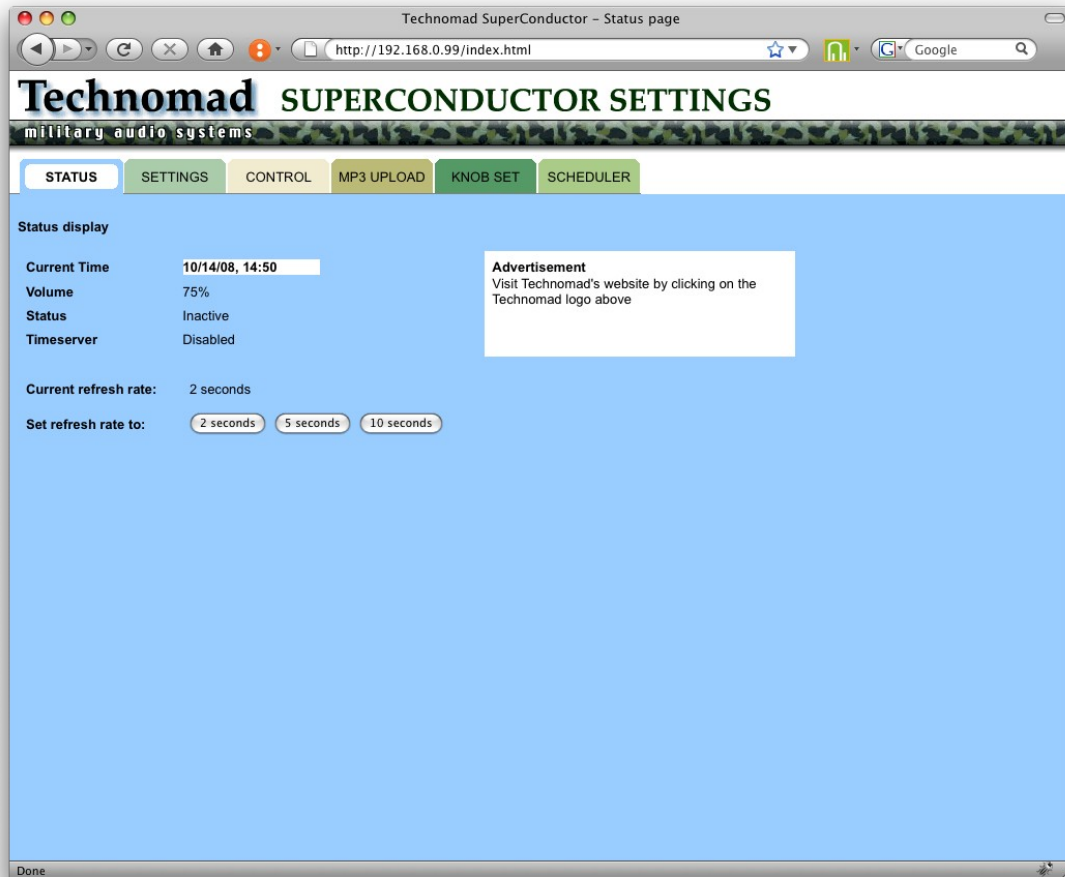 Technomad SuperConductor – Status page
http://192.168.0.99/index.html
G
Google
Technomad SUPERCONDUCTOR SETTINGS
military audio systems
STATUS SETTINGS CONTROL MP3 UPLOAD KNOB SET SCHEDULER
Status display
Current Time 10/14/08, 14:50
Volume 75%
Status Inactive
Timeserver Disabled
Advertisement
Visit Technomad's website by clicking on the
Technomad logo above
Current refresh rate: 2 seconds
Set refresh rate to: 2 seconds 5 seconds 10 seconds
Done